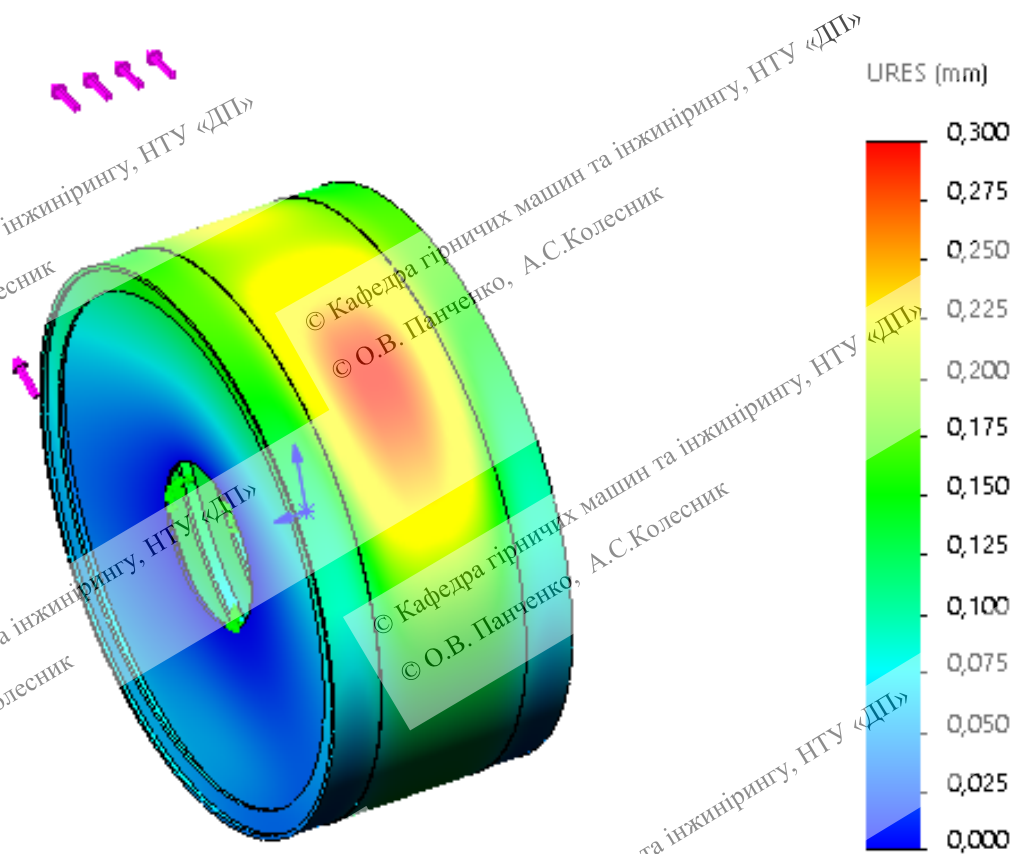 URES (mm)
0,300
0,275
0,250
0,225
0,200
0,175
0,150
0,125
0,100
0,075
0,050
0,025
0,000
інжинірингу, НТУ «ДП»
© Кафедра гірничих машин та інжинірингу, НТУ «ДП»
© О.В. Панченко, А.С.Колесник
та інжинірингу, НТУ «ДП»
© Кафедра гірничих машин та інжинірингу, НТУ «ДП»
© О.В. Панченко, А.С.Колесник
та інжинірингу, НТУ «ДП»